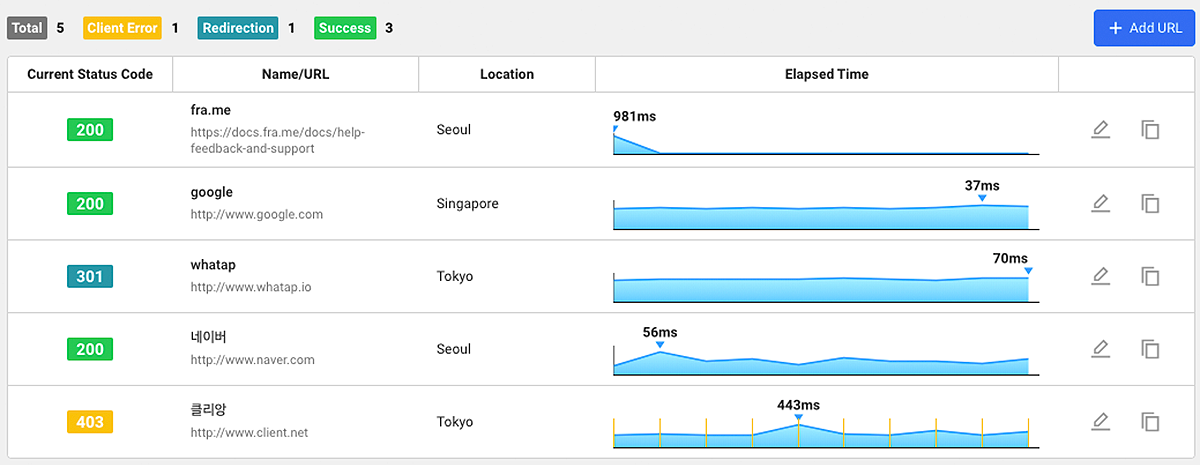 Total 5 Client Error 1 Redirection 1 Success 3 + Add URL
Current Status Code Name/URL Location Elapsed Time
200 fra.me
https://docs.fra.me/docs/help-
feedback-and-support
Seoul 981ms
200 google
http://www.google.com
Singapore 37ms
301 whatap
http://www.whatap.io
Tokyo 70ms
200 네이버
http://www.naver.com
Seoul 56ms
403 클리앙
http://www.client.net
Tokyo 443ms